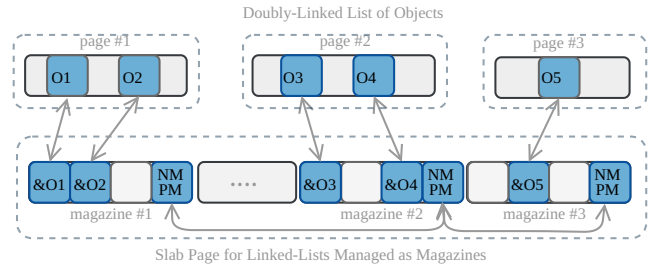 Doubly-Linked List of Objects
page #1
page #2
page #3
O1
O2
O3
O4
O5
&O1
&O2
NM
PM
....
&O3
&O4
NM
PM
&O5
NM
PM
magazine #1
magazine #2
magazine #3
Slab Page for Linked-Lists Managed as Magazines